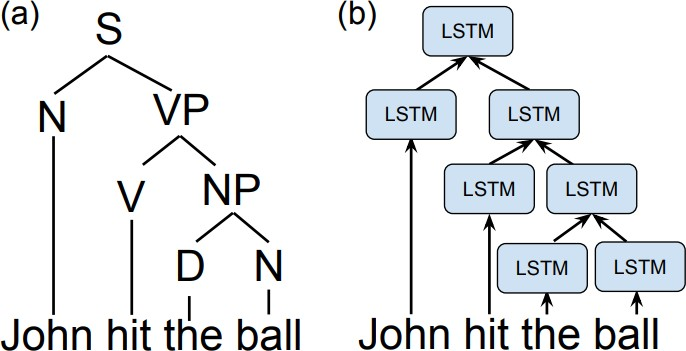 (a)
S
N VP
V NP
D N
John hit the ball
(b)
LSTM
LSTM LSTM
LSTM LSTM
LSTM LSTM
John hit the ball